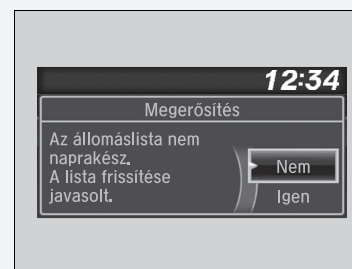 12:34
Megerősítés
Az állomáslista nem
naprakész.
A lista frissítése
javasolt.
Nem
Igen